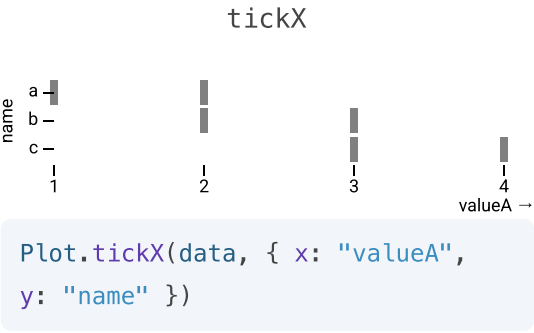 tickX
name
a
b
c
1 2 3 4
valueA →
Plot.tickX(data, { x: "valueA",
y: "name" })